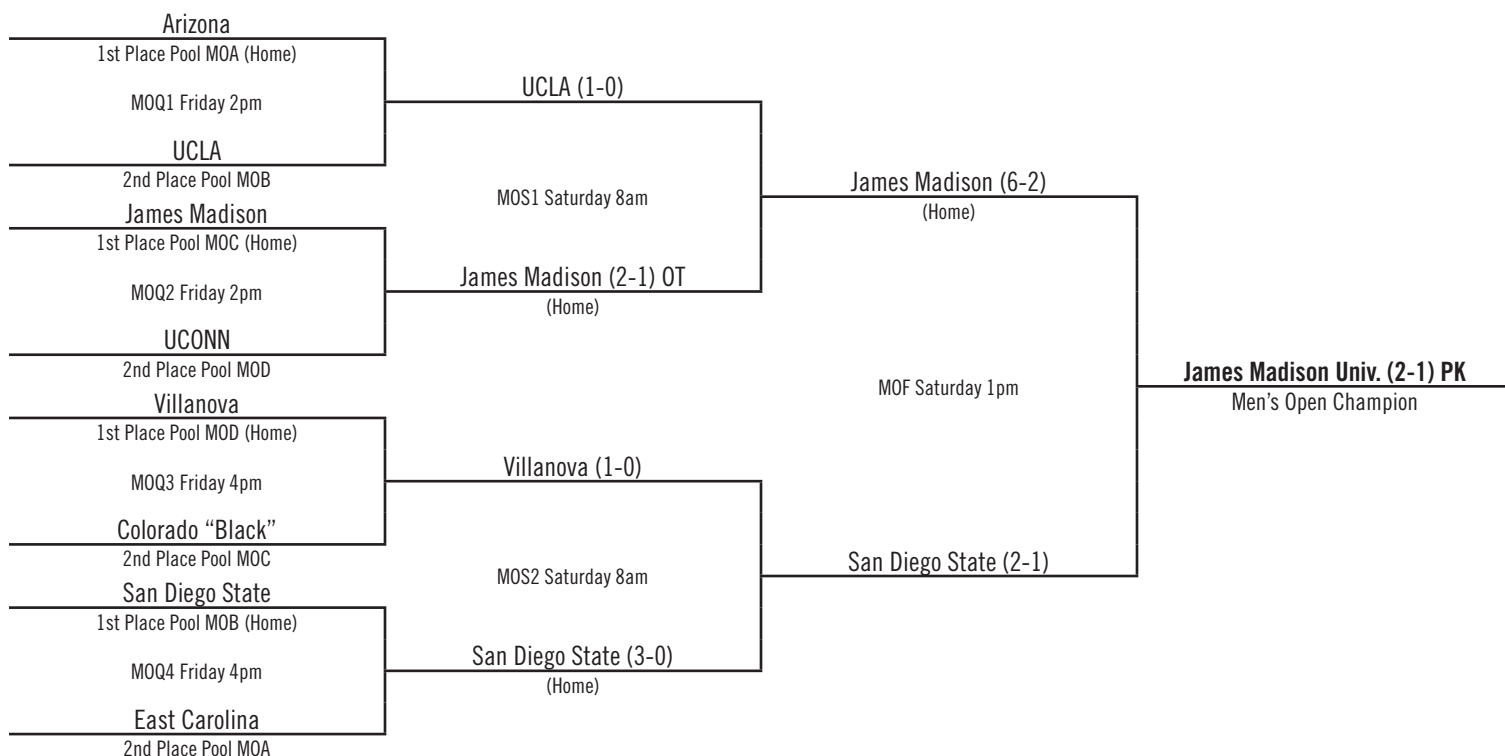 Arizona
1st Place Pool MOA (Home)
MOQ1 Friday 2pm
UCLA
2nd Place Pool MOB
James Madison
1st Place Pool MOC (Home)
MOQ2 Friday 2pm
UCONN
2nd Place Pool MOD
Villanova
1st Place Pool MOD (Home)
MOQ3 Friday 4pm
Colorado “Black”
2nd Place Pool MOC
San Diego State
1st Place Pool MOB (Home)
MOQ4 Friday 4pm
East Carolina
2nd Place Pool MOA
UCLA (1-0)
MOS1 Saturday 8am
James Madison (2-1) OT
(Home)
Villanova (1-0)
MOS2 Saturday 8am
San Diego State (3-0)
(Home)
James Madison (6-2)
(Home)
MOF Saturday 1pm
San Diego State (2-1)
James Madison Univ. (2-1) PK
Men’s Open Champion